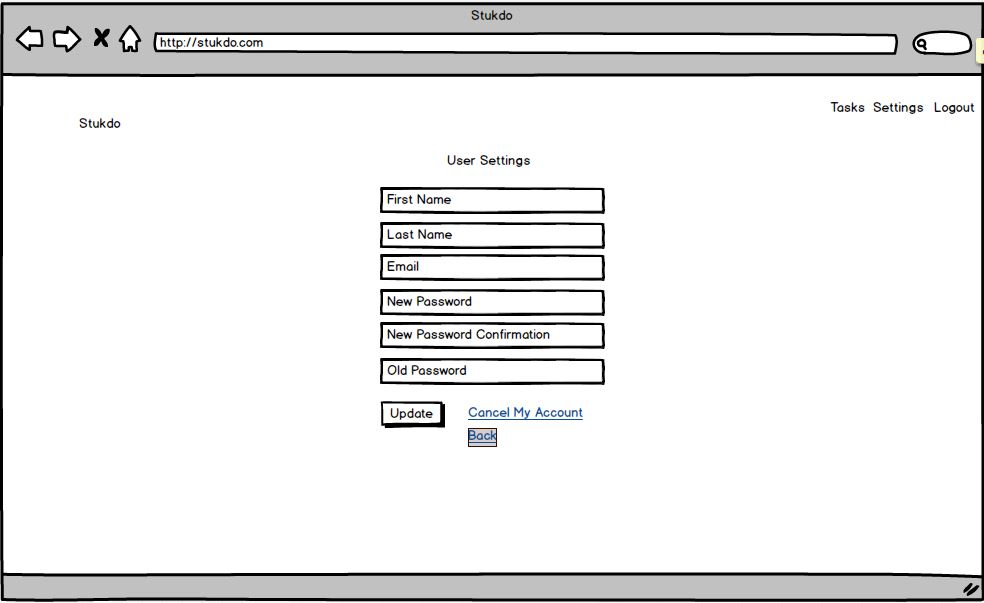 Stukdo
http://stukdo.com
Tasks Settings Logout
Stukdo
User Settings
First Name
Last Name
Email
New Password
New Password Confirmation
Old Password
Update Cancel My Account
Back